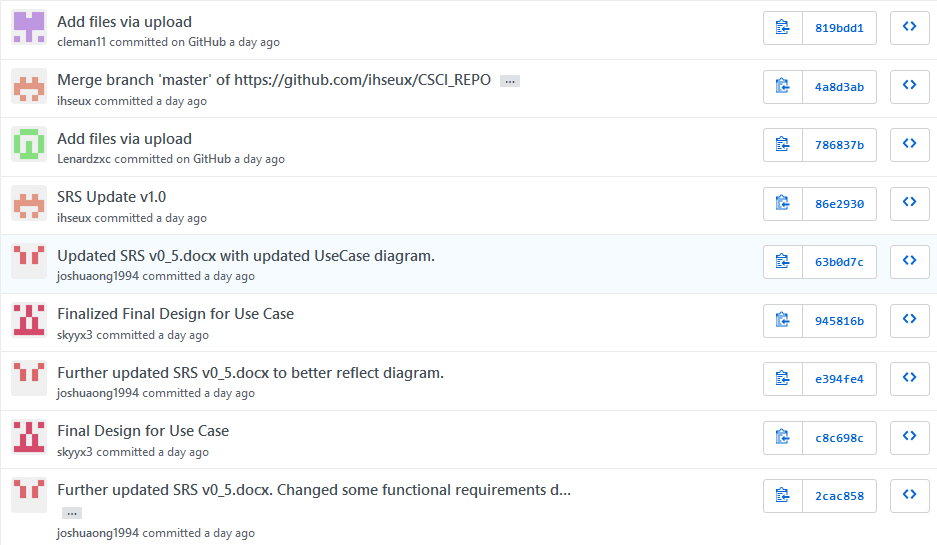 Add files via upload
cleman11 committed on GitHub a day ago
819bdd1
Merge branch 'master' of https://github.com/ihseux/CSCI_REPO ...
ihseux committed a day ago
4a8d3ab
Add files via upload
Lenardzxc committed on GitHub a day ago
786837b
SRS Update v1.0
ihseux committed a day ago
86e2930
Updated SRS v0_5.docx with updated UseCase diagram.
joshuaong1994 committed a day ago
63b0d7c
Finalized Final Design for Use Case
skyyx3 committed a day ago
945816b
Further updated SRS v0_5.docx to better reflect diagram.
joshuaong1994 committed a day ago
e394fe4
Final Design for Use Case
skyyx3 committed a day ago
c8c698c
Further updated SRS v0_5.docx. Changed some functional requirements d...
...
joshuaong1994 committed a day ago
2cac858